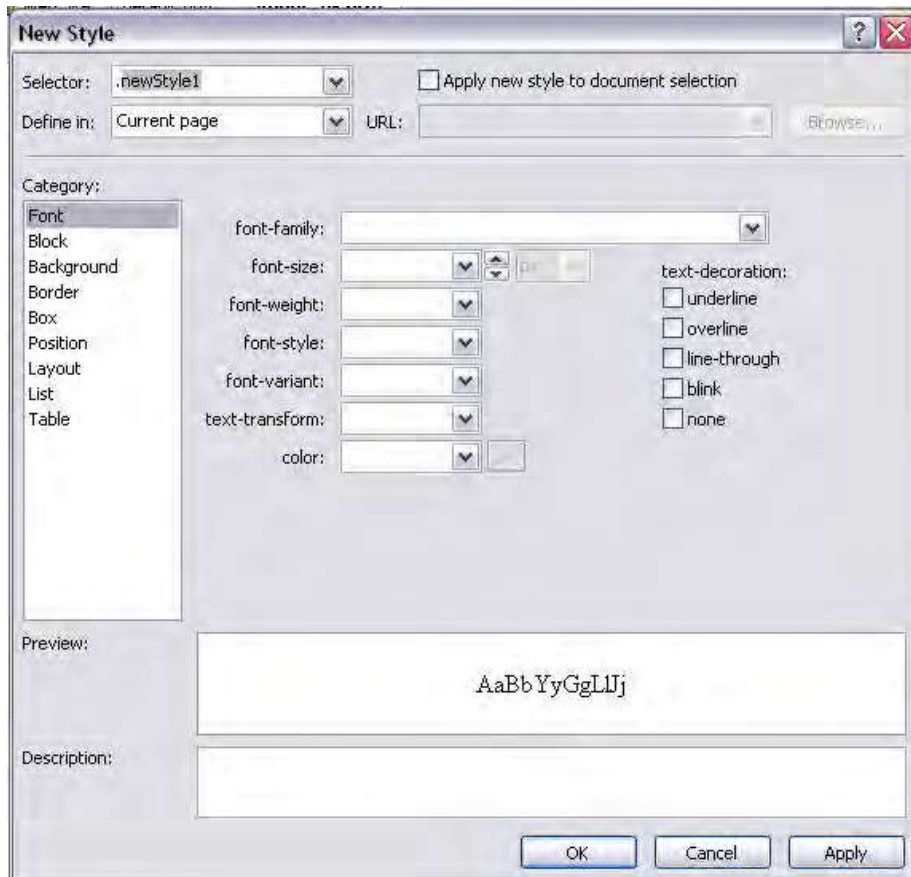 New Style
Selector: .newStyle1 Apply new style to document selection
Define in: Current page URL: Browse...
Category:
Font
Block
Background
Border
Box
Position
Layout
List
Table
font-family:
font-size: px
font-weight:
font-style:
font-variant:
text-transform:
color:
text-decoration:
underline
overline
line-through
blink
none
Preview:
AaBbYyGgLlJj
Description:
OK Cancel Apply